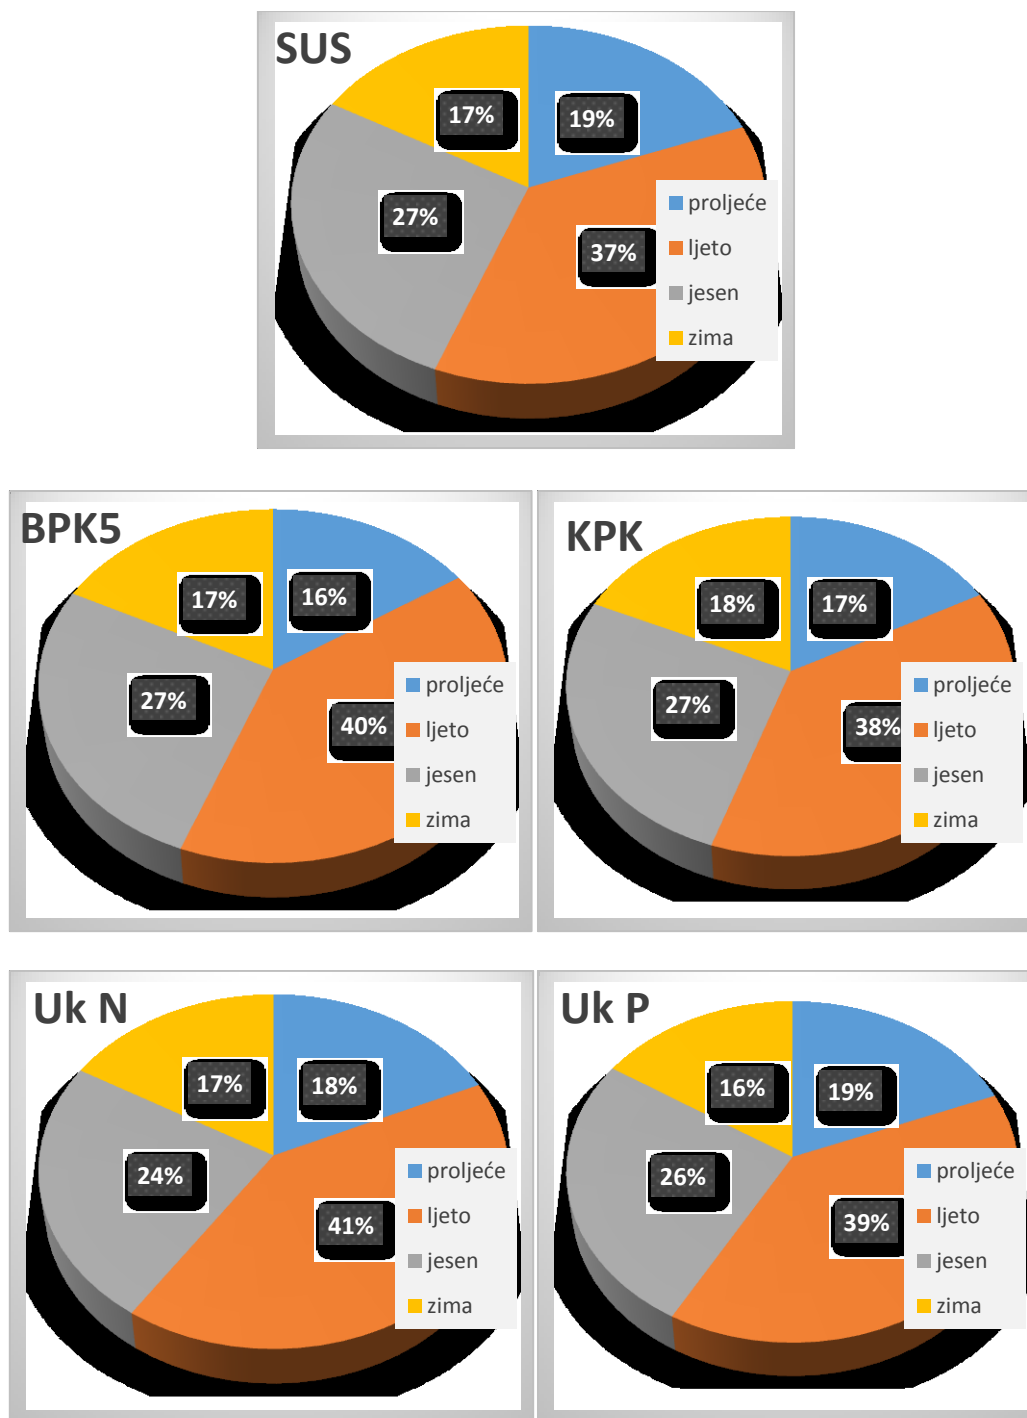 SUS
17%
19%
27%
37%
proljeće
ljeto
jesen
zima
BPK5
17%
16%
27%
40%
proljeće
ljeto
jesen
zima
KPK
18%
17%
27%
38%
proljeće
ljeto
jesen
zima
Uk N
17%
18%
24%
41%
proljeće
ljeto
jesen
zima
Uk P
16%
19%
26%
39%
proljeće
ljeto
jesen
zima